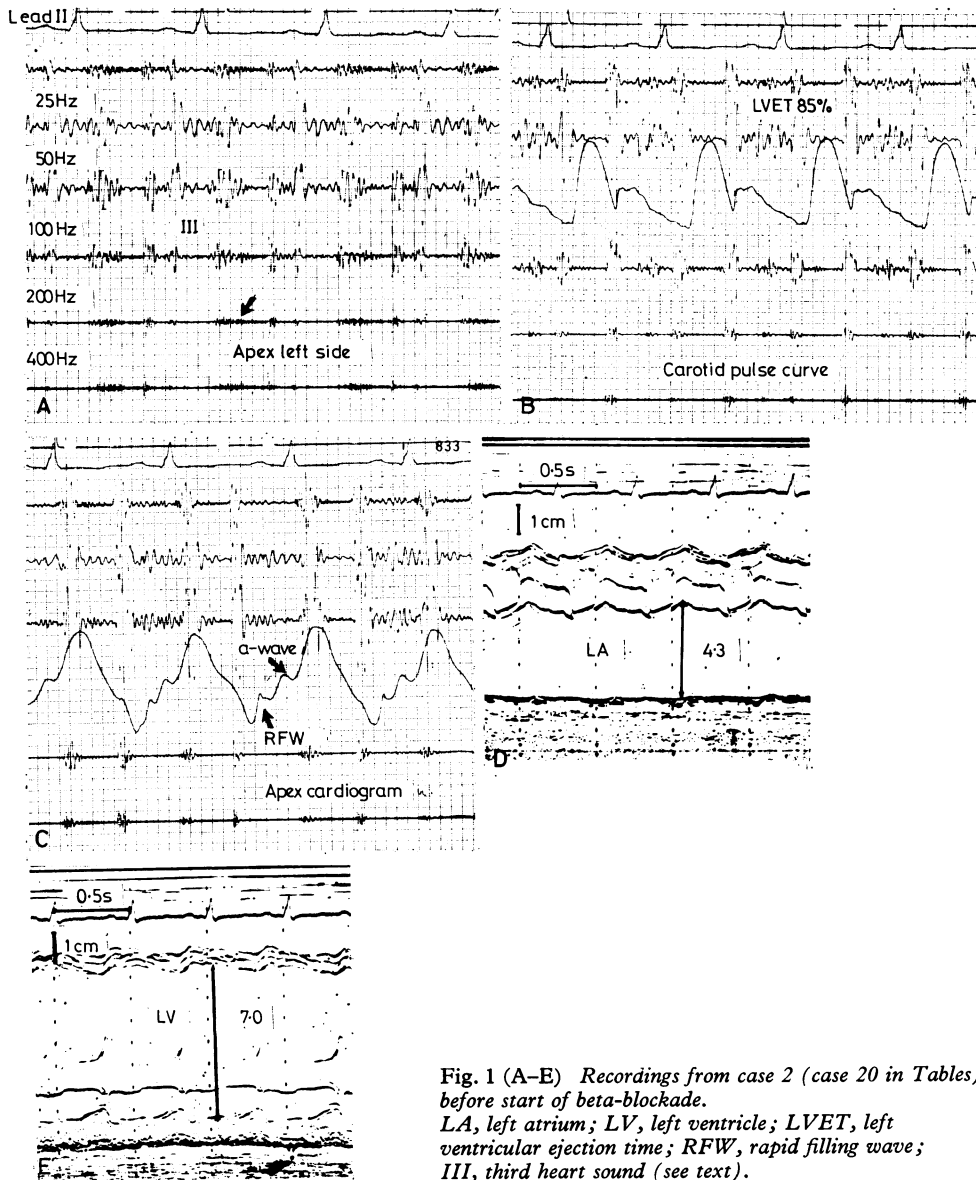 Lead II
25Hz
50Hz
III
100Hz
200Hz
Apex left side
400Hz
A
LVET 85%
Carotid pulse curve
B
833
a-wave
RFW
Apex cardiogram
C
0·5s
1cm
LA 4·3
T
D
0·5s
1cm
LV 7·0
E
Fig. 1 (A–E) Recordings from case 2 (case 20 in Tables)
before start of beta-blockade.
LA, left atrium; LV, left ventricle; LVET, left
ventricular ejection time; RFW, rapid filling wave;
III, third heart sound (see text).